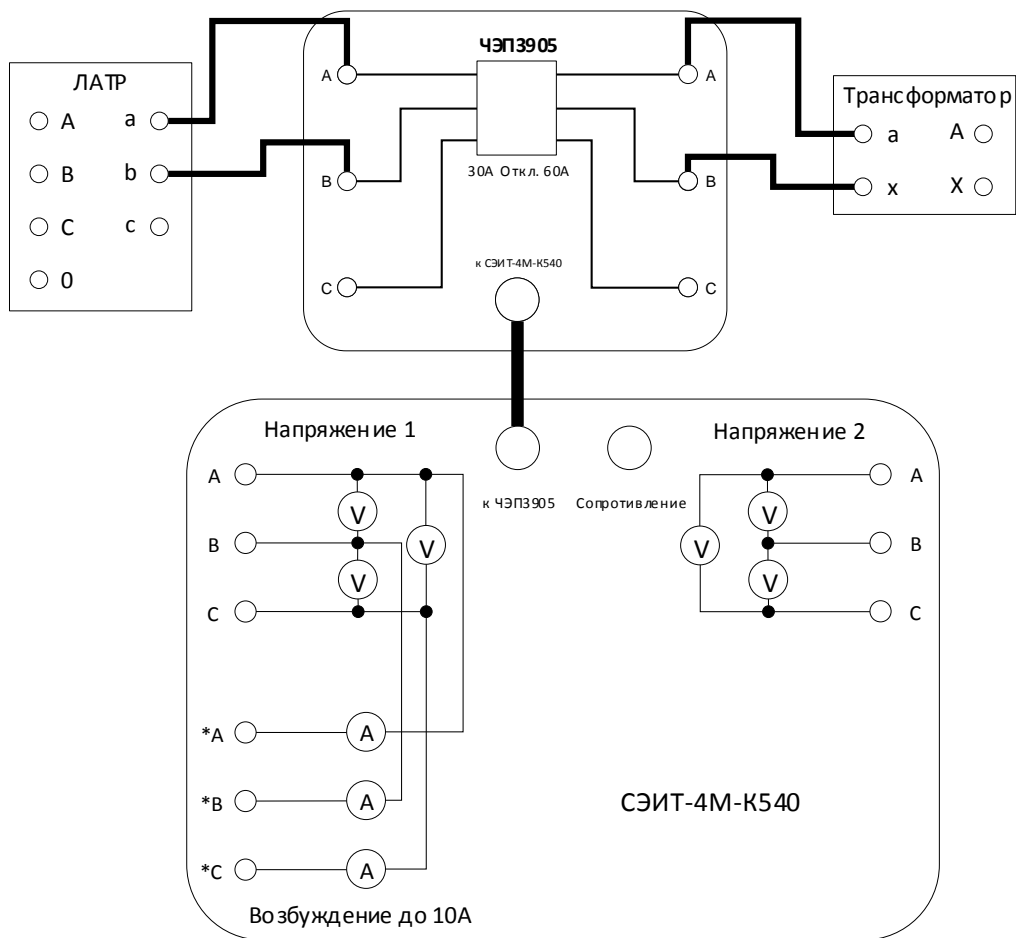 ЧЭП3905
ЛАТР
A
a
B
b
C
c
0
A
B
C
A
B
C
30А Откл. 60А
к СЭИТ-4М-К540
Трансформатор
a
A
x
X
Напряжение 1
Напряжение 2
к ЧЭП3905
Сопротивление
A
B
C
V
V
V
V
V
V
A
B
C
*A
A
*B
A
*C
A
СЭИТ-4М-К540
Возбуждение до 10А